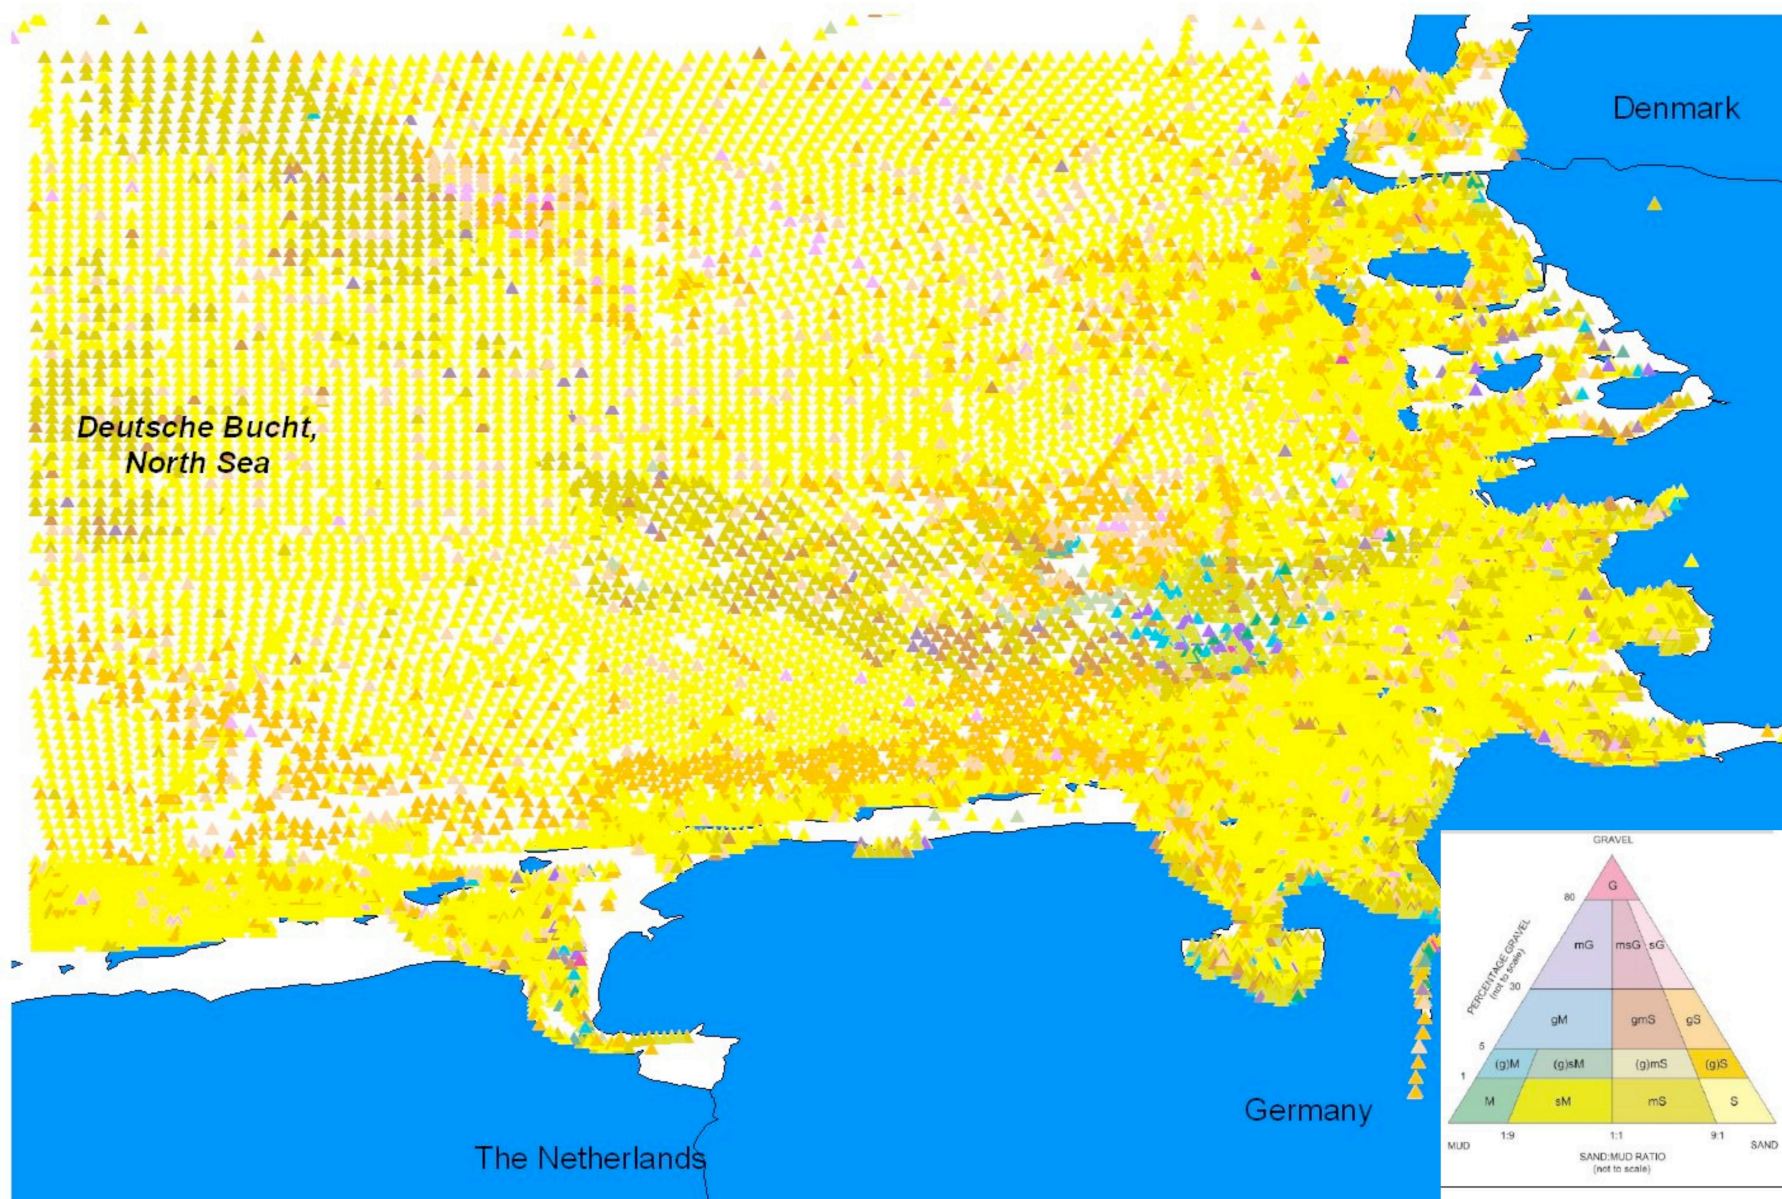 Denmark
Deutsche Bucht,
North Sea
Germany
The Netherlands
GRAVEL
G
80
mG msG sG
PERCENTAGE GRAVEL
(not to scale)
30
gM gmS gS
5
(g)M (g)sM (g)mS (g)S
1
M sM mS S
MUD 1:9 1:1 9:1 SAND
SAND:MUD RATIO
(not to scale)